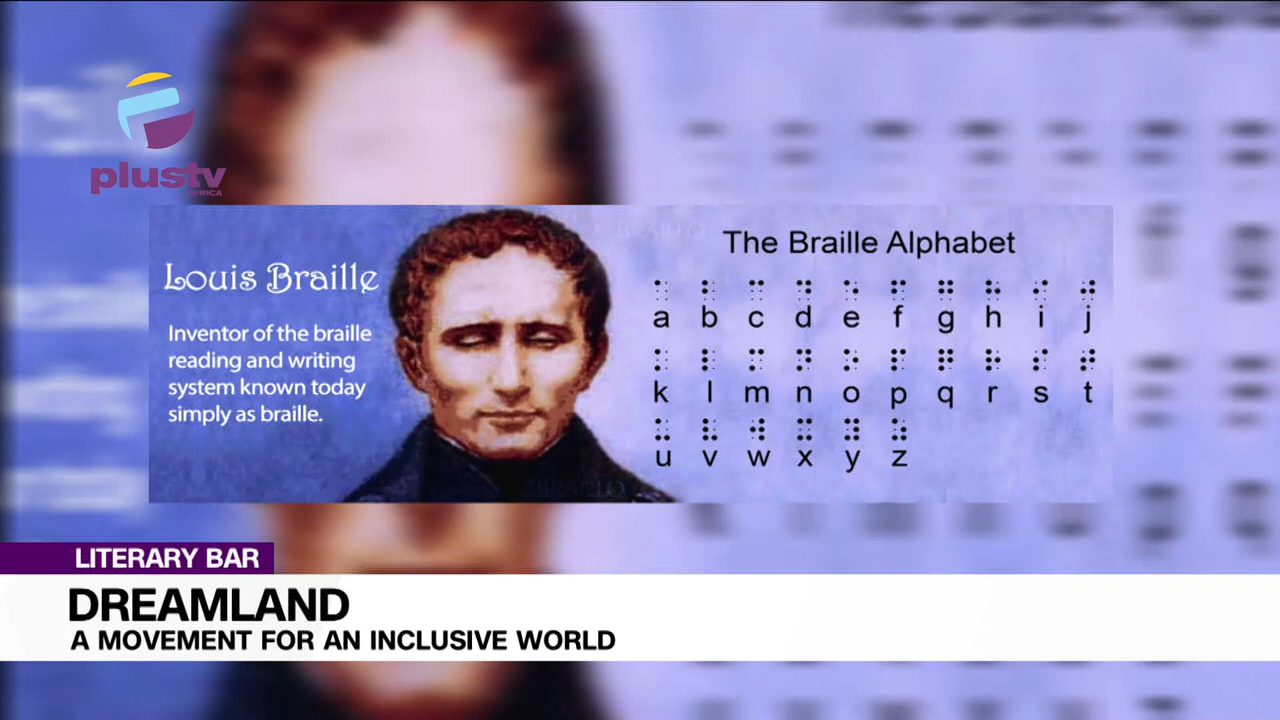 plustv
AFRICA
Louis Braille
Inventor of the braille
reading and writing
system known today
simply as braille.
The Braille Alphabet
a b c d e f g h i j
k l m n o p q r s t
u v w x y z
LITERARY BAR
DREAMLAND
A MOVEMENT FOR AN INCLUSIVE WORLD